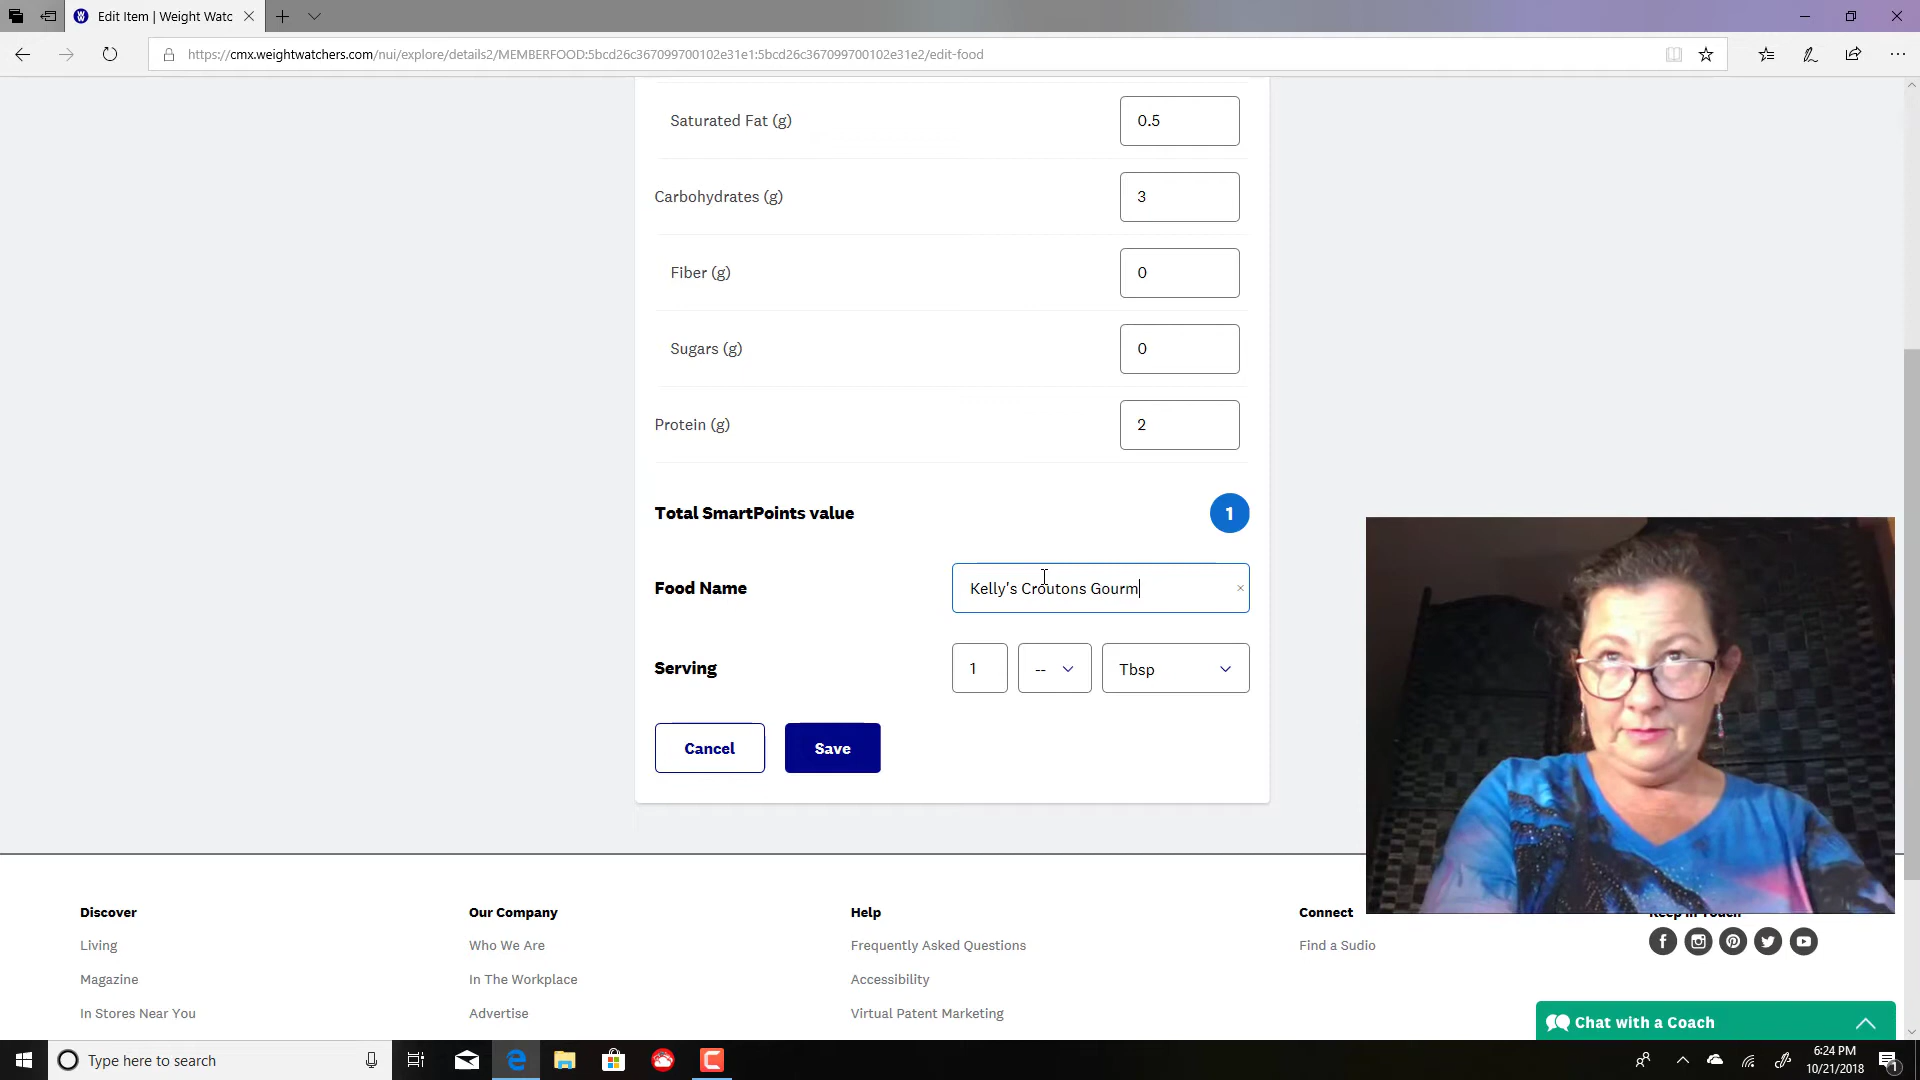 Edit Item | Weight Watc
https://cmx.weightwatchers.com/nui/explore/details2/MEMBERFOOD:5bcd26c367099700102e31e1:5bcd26c367099700102e31e2/edit-food
Saturated Fat (g) 0.5
Carbohydrates (g) 3
Fiber (g) 0
Sugars (g) 0
Protein (g) 2
Total SmartPoints value 1
Food Name Kelly's Croutons Gourm
Serving 1 -- Tbsp
Cancel Save
Discover Our Company Help Connect Keep in Touch
Living Who We Are Frequently Asked Questions Find a Sudio
Magazine In The Workplace Accessibility
In Stores Near You Advertise Virtual Patent Marketing
Chat with a Coach
Type here to search
6:24 PM
10/21/2018
1